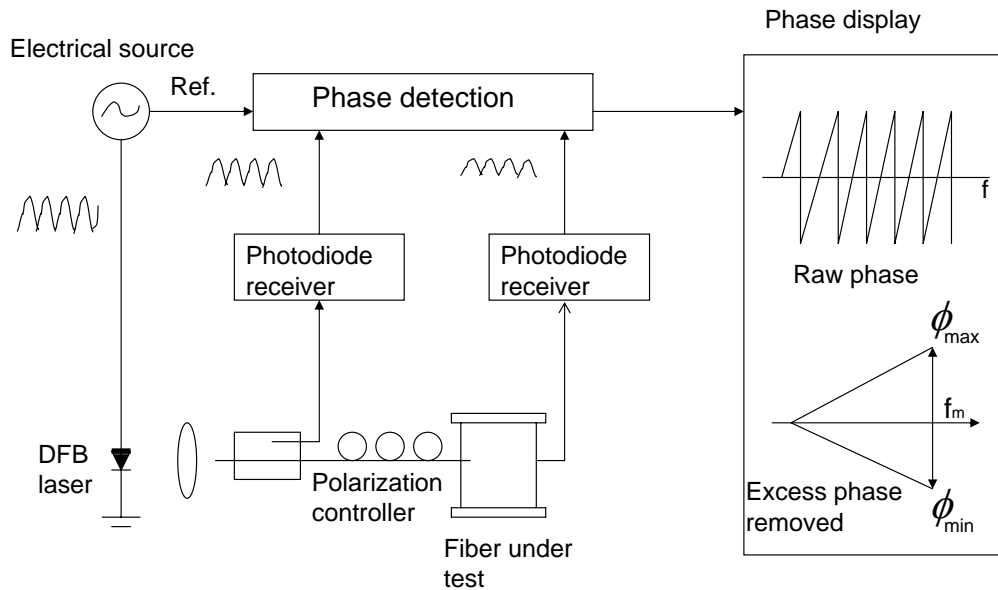 Phase display
Electrical source
Ref.
Phase detection
f
Photodiode
receiver
Photodiode
receiver
Raw phase
ϕmax
fm
DFB
laser
Polarization
controller
Excess phase
removed
ϕmin
Fiber under
test